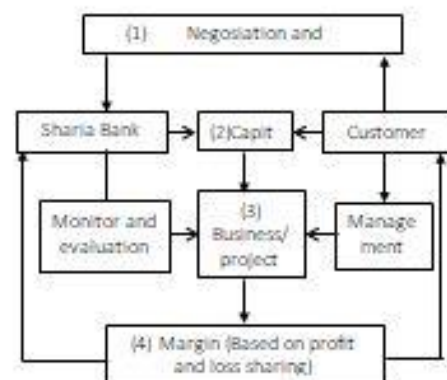 (1) Negosiation and
Sharia Bank
(2)Capit
Customer
Monitor and
evaluation
(3)
Business/
project
Manage
ment
(4) Margin (Based on profit
and loss sharing)